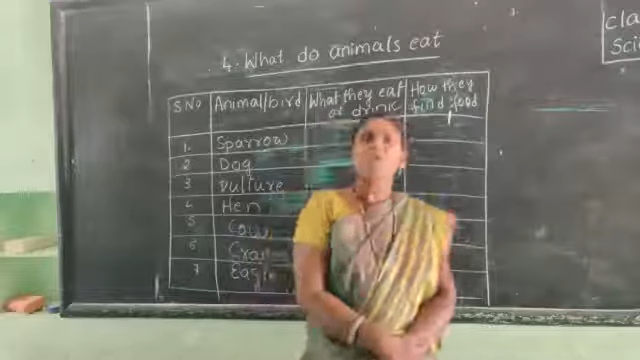 cla
Sci
4. What do animals eat
S No Animal/bird What they eat or drink How they find food
1. Sparrow
2 Dog
3 Vulture
4 Hen
5 Cow
6
7 Eagle